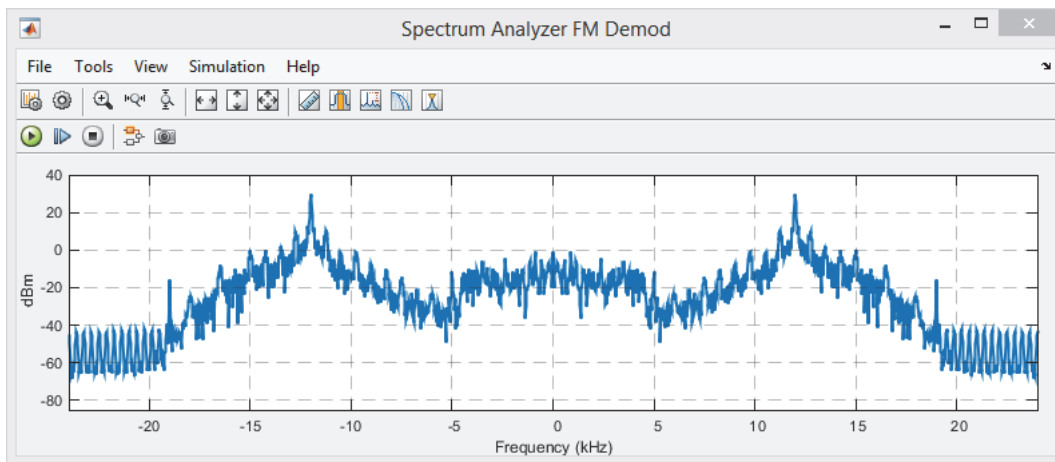 Spectrum Analyzer FM Demod
File Tools View Simulation Help
40
20
0
-20
-40
-60
-80
dBm
-20 -15 -10 -5 0 5 10 15 20
Frequency (kHz)